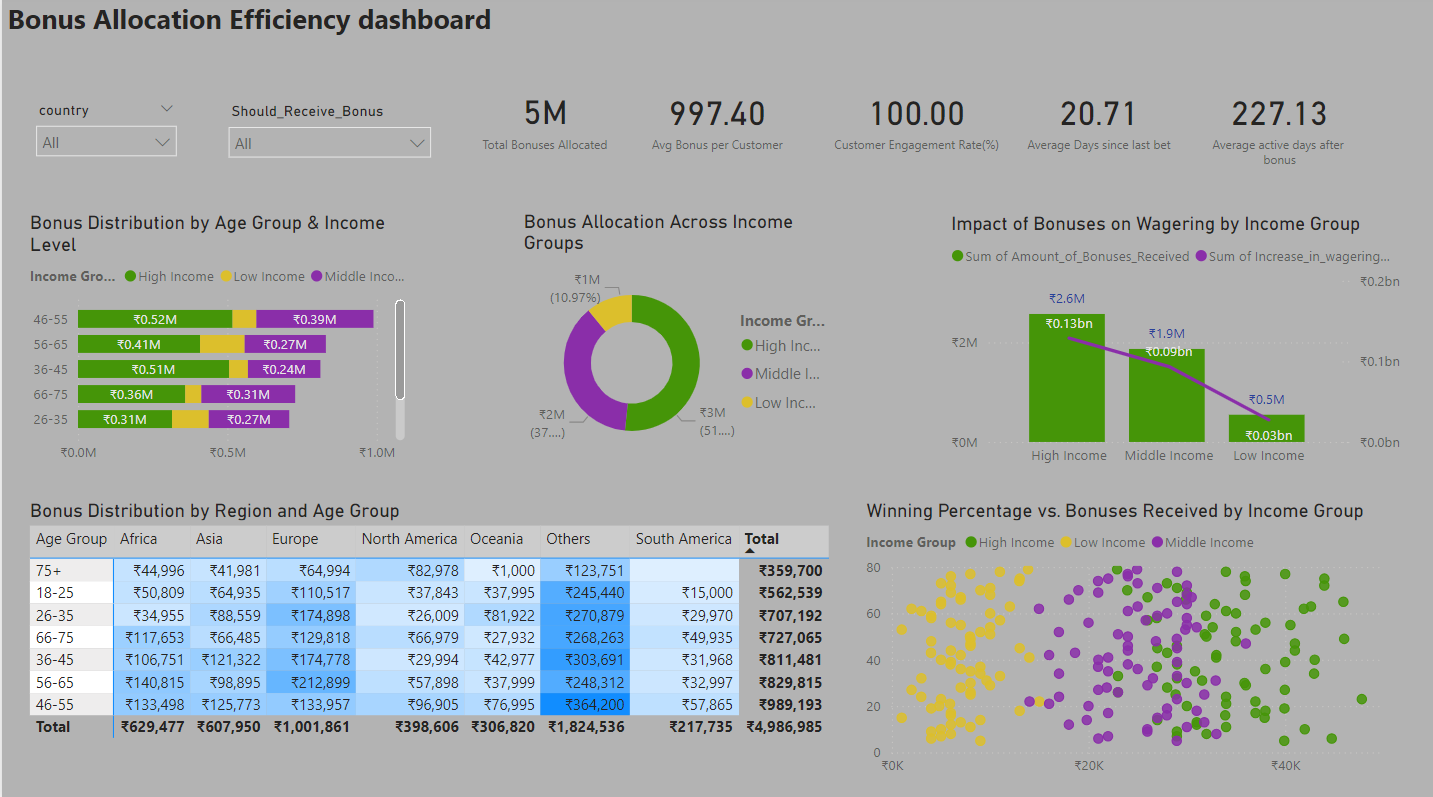 Bonus Allocation Efficiency dashboard
country
All
Should_Receive_Bonus
All
5M
Total Bonuses Allocated
997.40
Avg Bonus per Customer
100.00
Customer Engagement Rate(%)
20.71
Average Days since last bet
227.13
Average active days after
bonus
Bonus Distribution by Age Group & Income
Level
Income Gro... High Income Low Income Middle Inco...
46-55 ₹0.52M ₹0.39M
56-65 ₹0.41M ₹0.27M
36-45 ₹0.51M ₹0.24M
66-75 ₹0.36M ₹0.31M
26-35 ₹0.31M ₹0.27M
₹0.0M ₹0.5M ₹1.0M
Bonus Allocation Across Income
Groups
₹1M
(10.97%)
₹2M
(37....)
₹3M
(51....)
Income Gr...
High Inc...
Middle I...
Low Inc...
Impact of Bonuses on Wagering by Income Group
Sum of Amount_of_Bonuses_Received Sum of Increase_in_wagering...
₹0.2bn
₹2.6M
₹0.13bn
₹1.9M
₹2M
₹0.09bn
₹0.1bn
₹0.5M
₹0.03bn
₹0M
₹0.0bn
High Income Middle Income Low Income
Bonus Distribution by Region and Age Group
Age Group Africa Asia Europe North America Oceania Others South America Total
75+ ₹44,996 ₹41,981 ₹64,994 ₹82,978 ₹1,000 ₹123,751 ₹359,700
18-25 ₹50,809 ₹64,935 ₹110,517 ₹37,843 ₹37,995 ₹245,440 ₹15,000 ₹562,539
26-35 ₹34,955 ₹88,559 ₹174,898 ₹26,009 ₹81,922 ₹270,879 ₹29,970 ₹707,192
66-75 ₹117,653 ₹66,485 ₹129,818 ₹66,979 ₹27,932 ₹268,263 ₹49,935 ₹727,065
36-45 ₹106,751 ₹121,322 ₹174,778 ₹29,994 ₹42,977 ₹303,691 ₹31,968 ₹811,481
56-65 ₹140,815 ₹98,895 ₹212,899 ₹57,898 ₹37,999 ₹248,312 ₹32,997 ₹829,815
46-55 ₹133,498 ₹125,773 ₹133,957 ₹96,905 ₹76,995 ₹364,200 ₹57,865 ₹989,193
Total ₹629,477 ₹607,950 ₹1,001,861 ₹398,606 ₹306,820 ₹1,824,536 ₹217,735 ₹4,986,985
Winning Percentage vs. Bonuses Received by Income Group
Income Group High Income Low Income Middle Income
80
60
40
20
0
₹0K ₹20K ₹40K